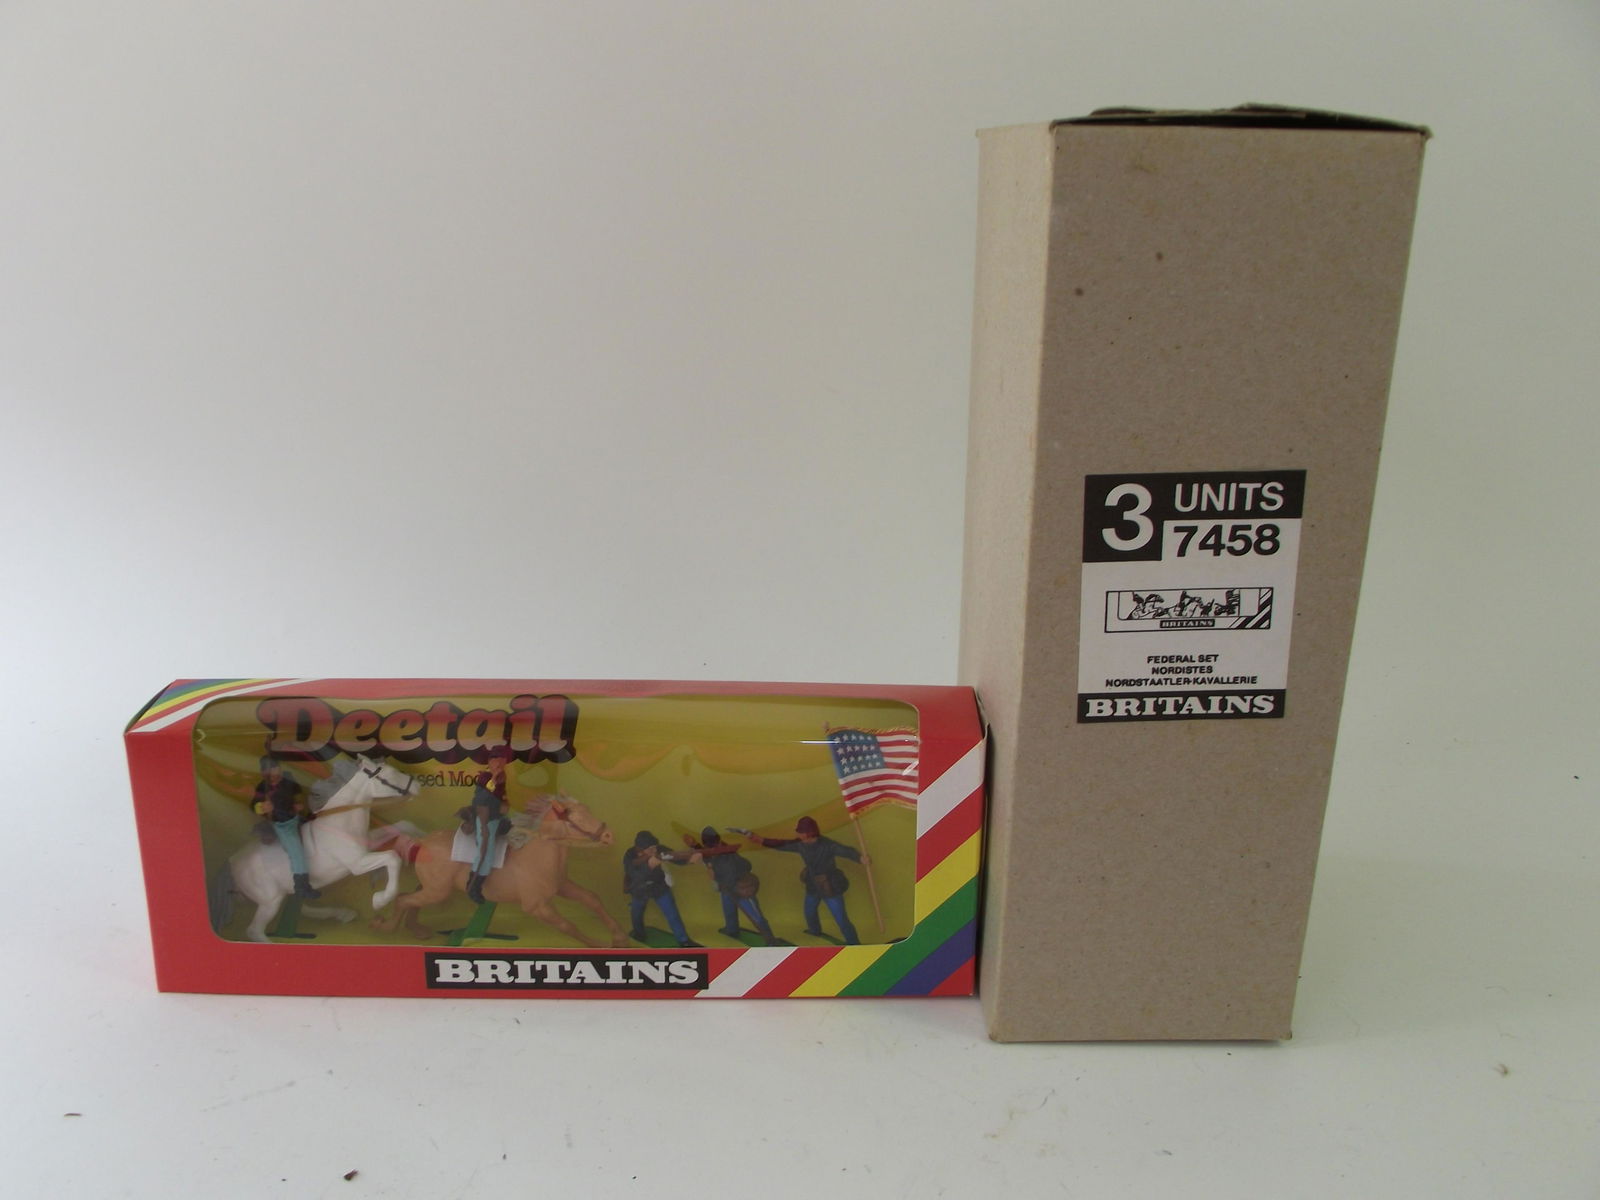 Deetail
sed Mod
BRITAINS
3 UNITS
7458
BRITAINS
FEDERAL SET
NORDISTES
NORDSTAATLER-KAVALLERIE
BRITAINS